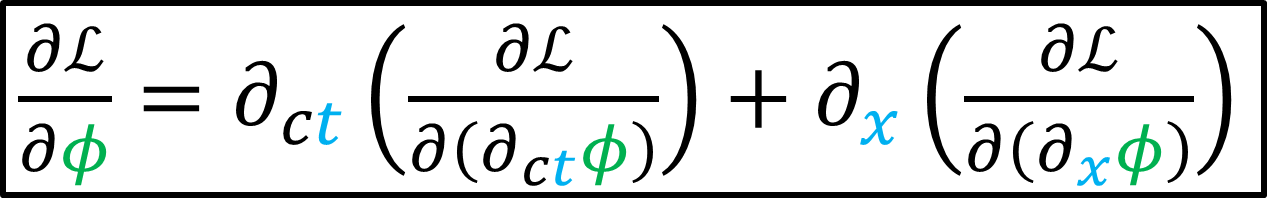 ∂ℒ/∂ϕ = ∂_{ct} (∂ℒ/∂(∂_{ct}ϕ)) + ∂_x (∂ℒ/∂(∂_xϕ))